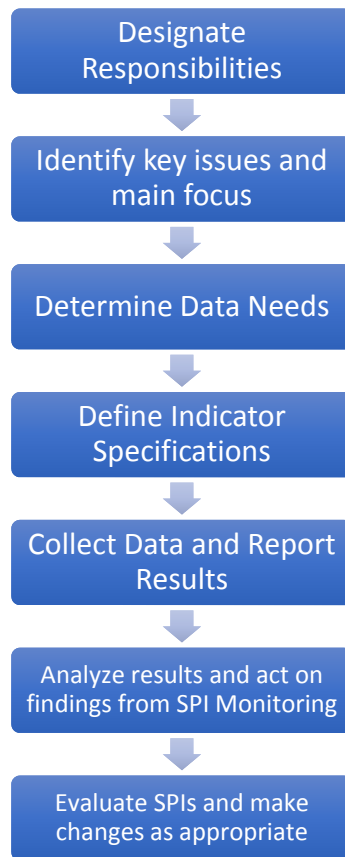 Designate
Responsibilities
Identify key issues and
main focus
Determine Data Needs
Define Indicator
Specifications
Collect Data and Report
Results
Analyze results and act on
findings from SPI Monitoring
Evaluate SPIs and make
changes as appropriate